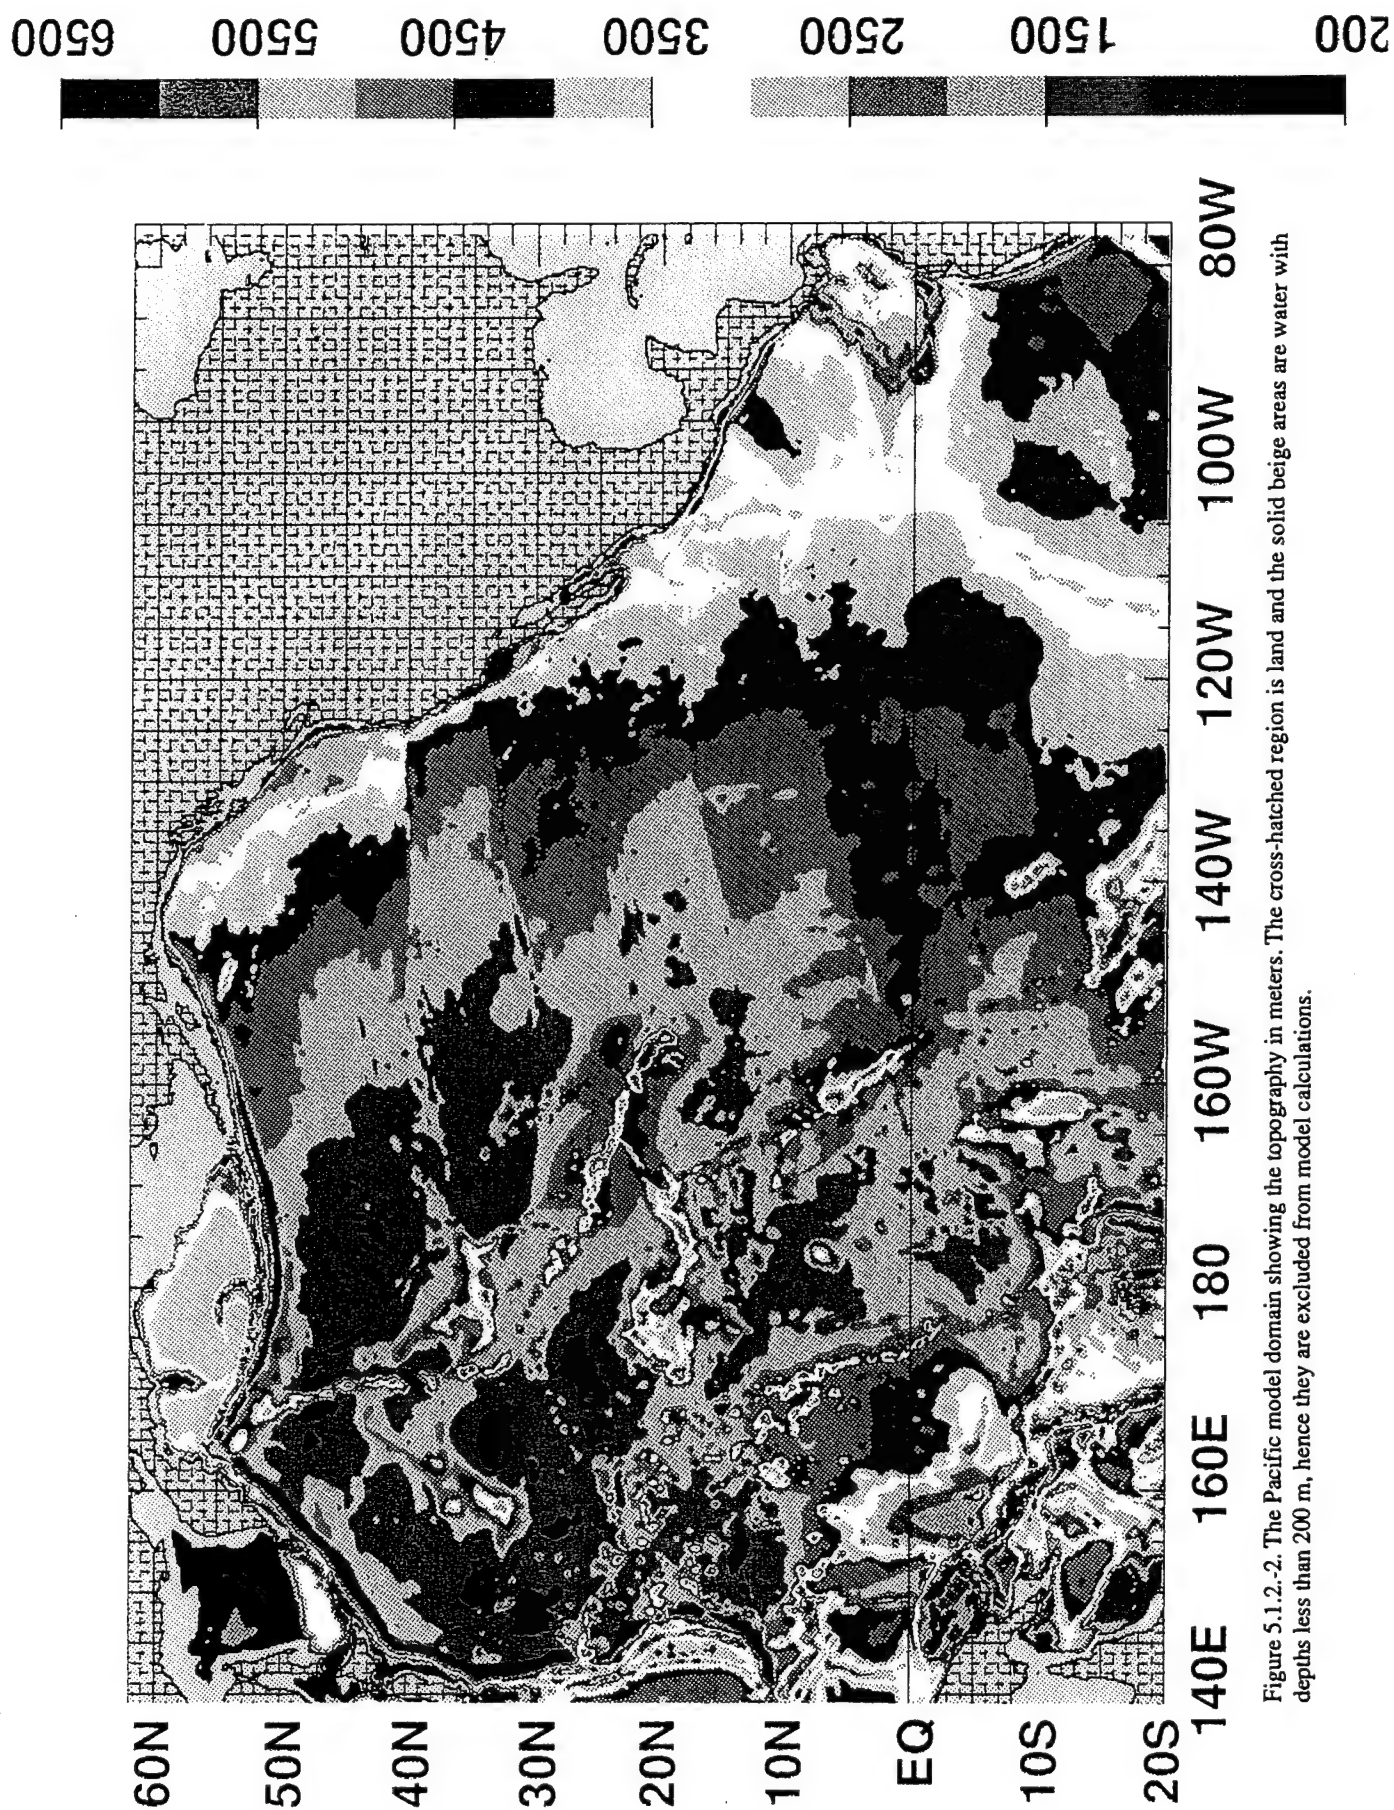 6500
5500
4500
3500
2500
1500
200
60N
50N
40N
30N
20N
10N
EQ
10S
20S
140E
160E
180
160W
140W
120W
100W
80W
Figure 5.1.2.-2. The Pacific model domain showing the topography in meters. The cross-hatched region is land and the solid beige areas are water with
depths less than 200 m, hence they are excluded from model calculations.